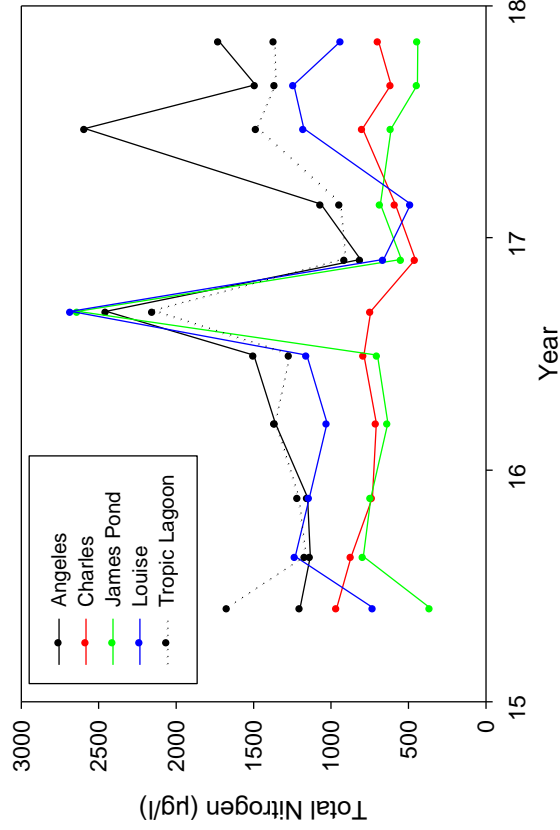 Angeles
Charles
James Pond
Louise
Tropic Lagoon
Total Nitrogen (µg/l)
3000
2500
2000
1500
1000
500
0
15
16
17
18
Year